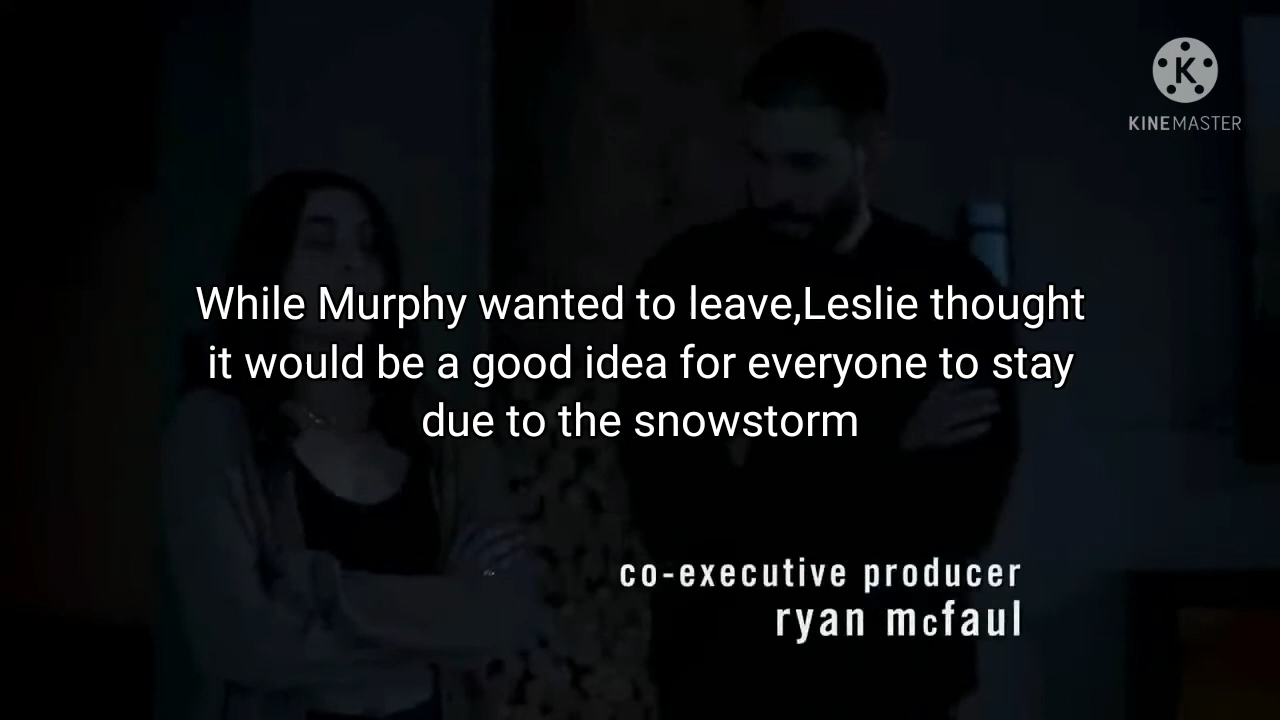 K
KINEMASTER
While Murphy wanted to leave,Leslie thought
it would be a good idea for everyone to stay
due to the snowstorm
co-executive producer
ryan mcfaul